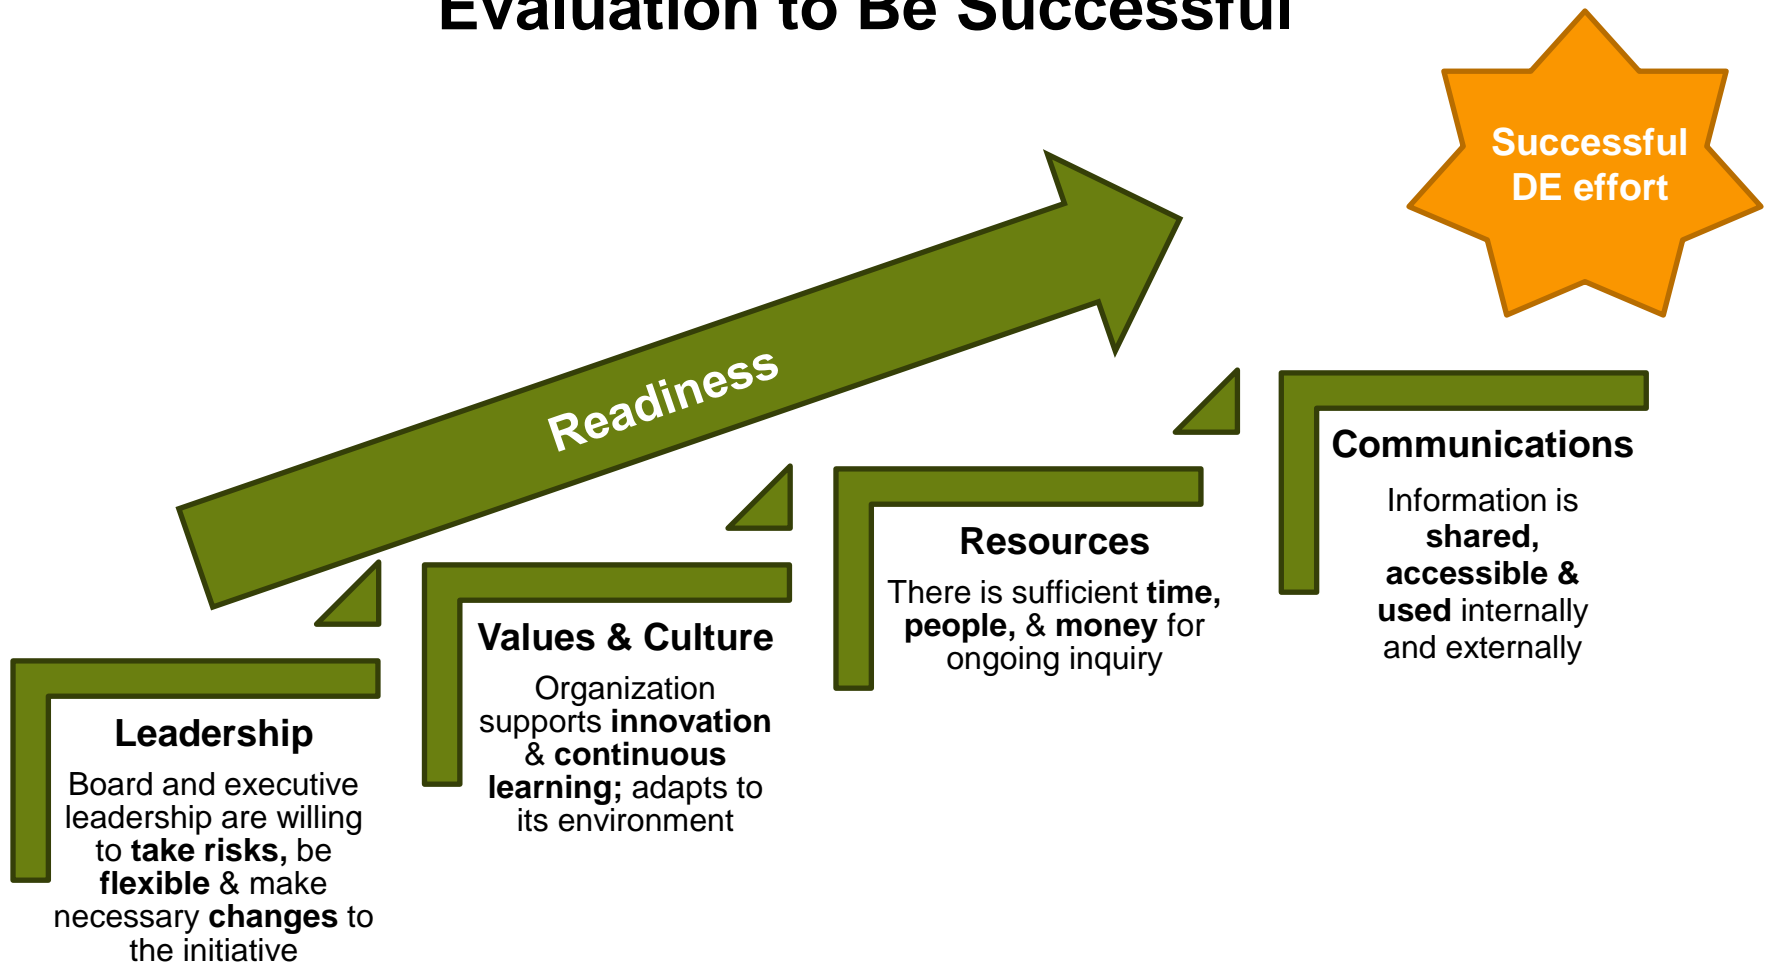 Evaluation to Be Successful
Successful
DE effort
Readiness
Leadership
Board and executive
leadership are willing
to take risks, be
flexible & make
necessary changes to
the initiative
Values & Culture
Organization
supports innovation
& continuous
learning; adapts to
its environment
Resources
There is sufficient time,
people, & money for
ongoing inquiry
Communications
Information is
shared,
accessible &
used internally
and externally